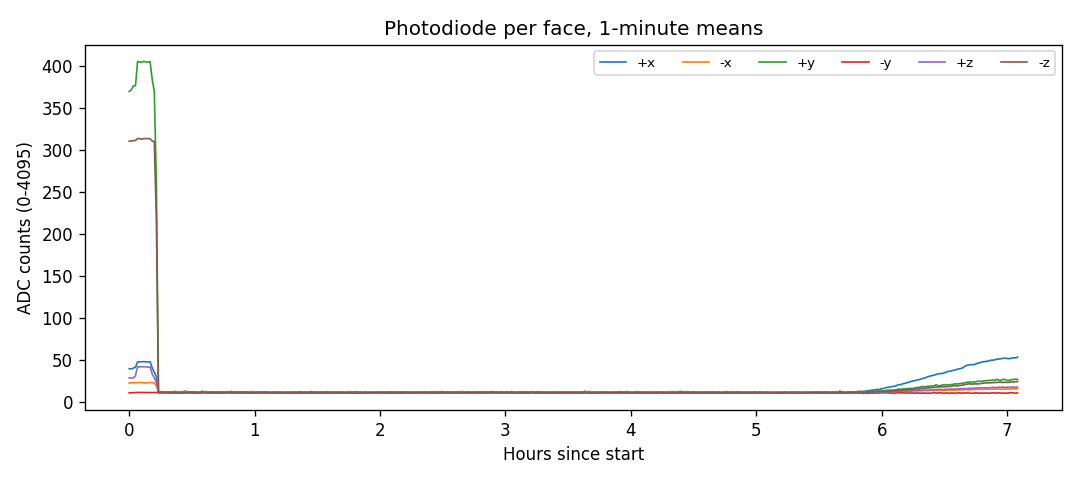 Photodiode per face, 1-minute means
+x -x +y -y +z -z
ADC counts (0-4095)
400
350
300
250
200
150
100
50
0
0 1 2 3 4 5 6 7
Hours since start